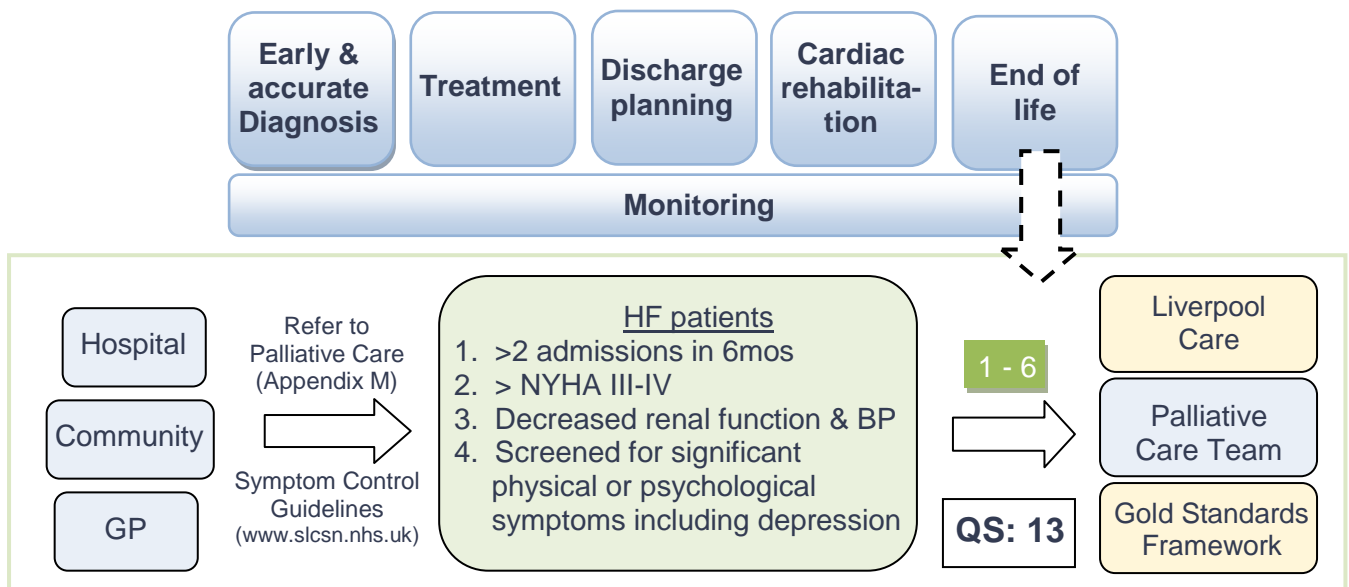 Early &
accurate
Diagnosis
Treatment
Discharge
planning
Cardiac
rehabilita-
tion
End of
life
Monitoring
Hospital
Community
GP
Refer to
Palliative Care
(Appendix M)
Symptom Control
Guidelines
(www.slcsn.nhs.uk)
HF patients
1. >2 admissions in 6mos
2. > NYHA III-IV
3. Decreased renal function & BP
4. Screened for significant
physical or psychological
symptoms including depression
1 - 6
QS: 13
Liverpool
Care
Palliative
Care Team
Gold Standards
Framework